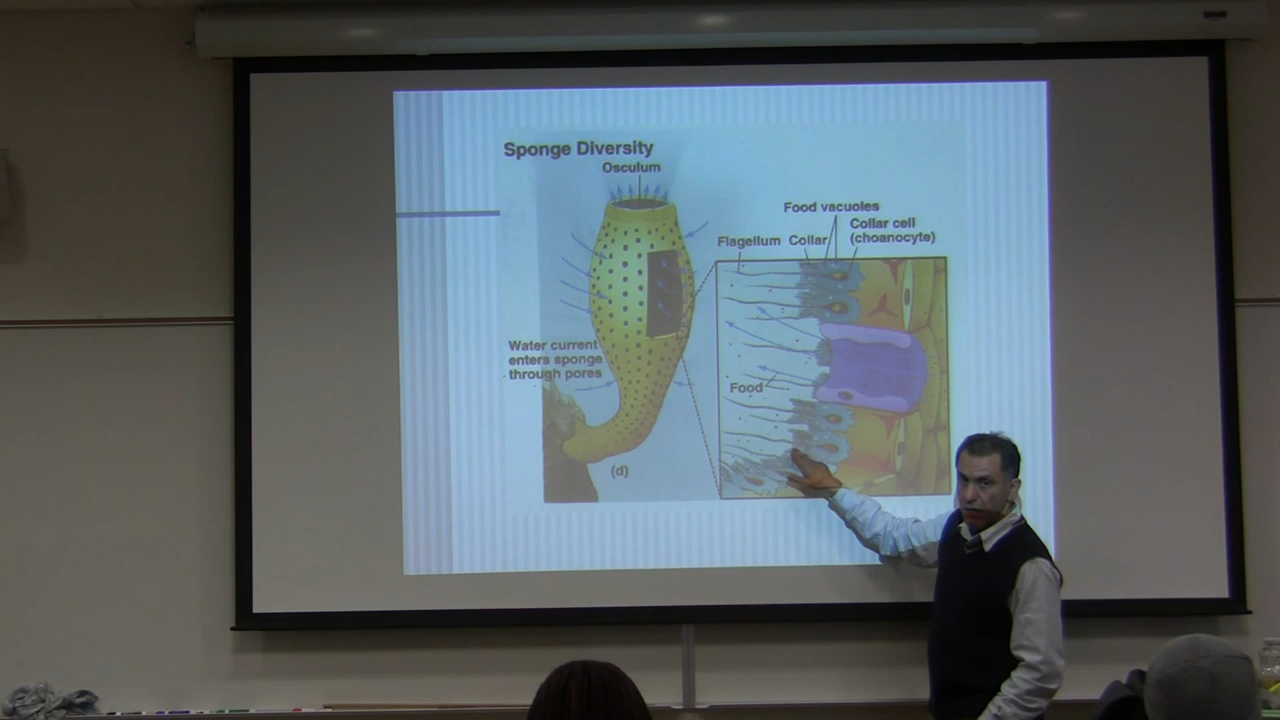 Sponge Diversity
Osculum
Food vacuoles
Collar cell
(choanocyte)
Flagellum
Collar
Water current
enters sponge
through pores
Food
(d)